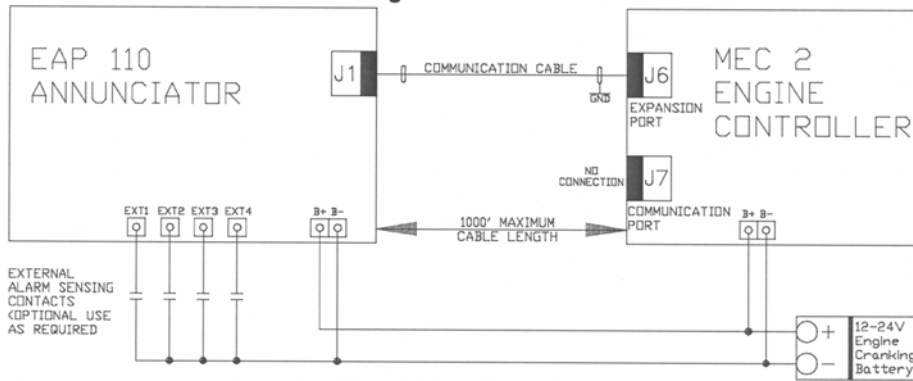 EAP 110
ANNUNCIATOR
J1
COMMUNICATION CABLE
GND
J6
EXPANSION
PORT
MEC 2
ENGINE
CONTROLLER
NO
CONNECTION
J7
COMMUNICATION
PORT
EXT1 EXT2 EXT3 EXT4 B+ B-
1000' MAXIMUM
CABLE LENGTH
B+ B-
EXTERNAL
ALARM SENSING
CONTACTS
(OPTIONAL USE
AS REQUIRED
+
-
12-24V
Engine
Cranking
Battery